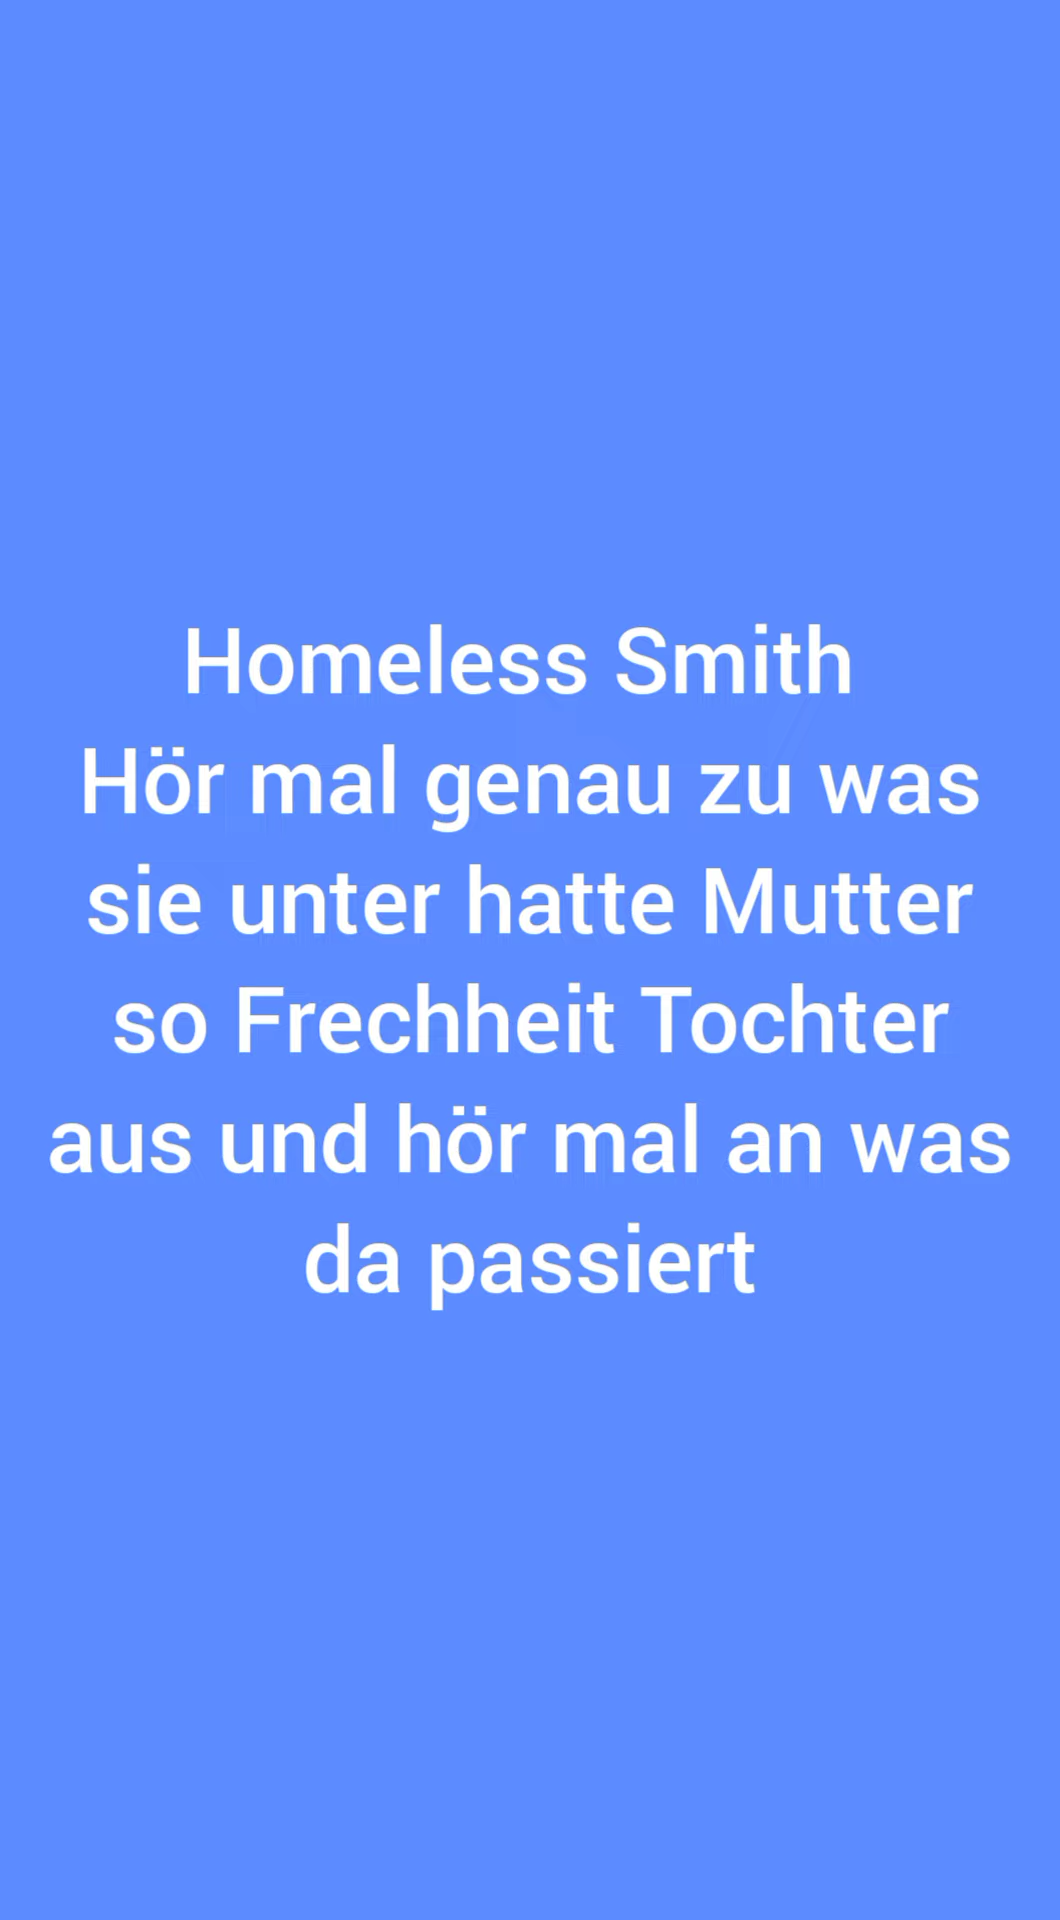 Homeless Smith
Hör mal genau zu was
sie unter hatte Mutter
so Frechheit Tochter
aus und hör mal an was
da passiert